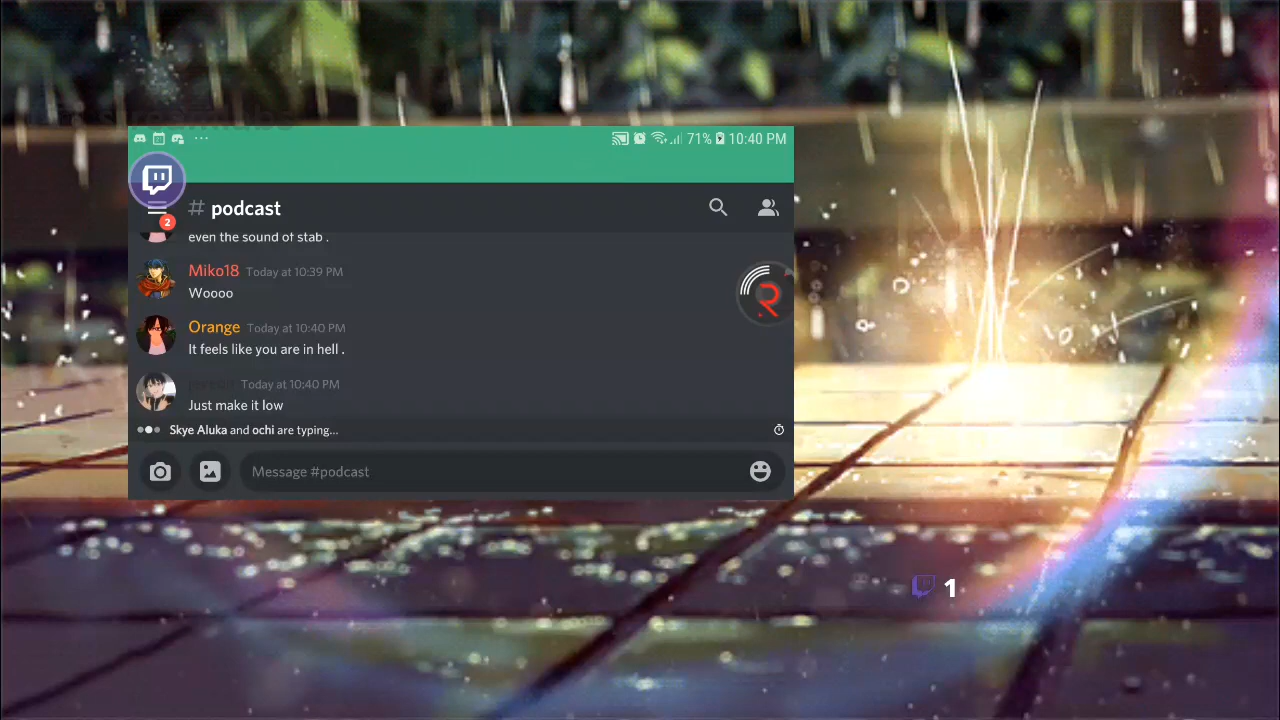 71% 10:40 PM
2
# podcast
even the sound of stab .
Miko18 Today at 10:39 PM
Woooo
Orange Today at 10:40 PM
It feels like you are in hell .
Today at 10:40 PM
Just make it low
Skye Aluka and ochi are typing...
Message #podcast
1